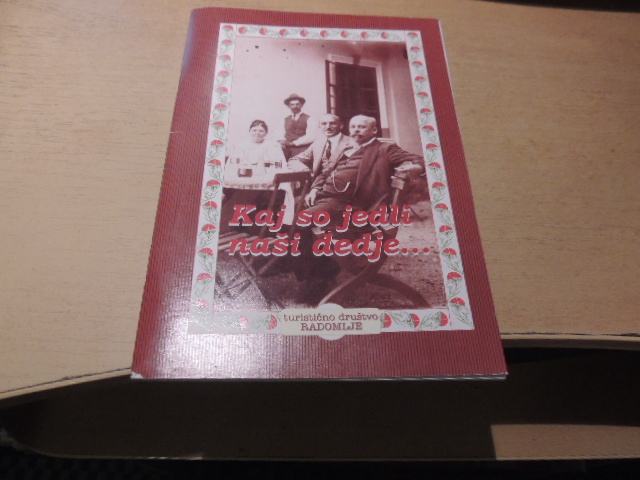 Kaj so jedli
naši dedje...
turistično društvo
RADOMLJE